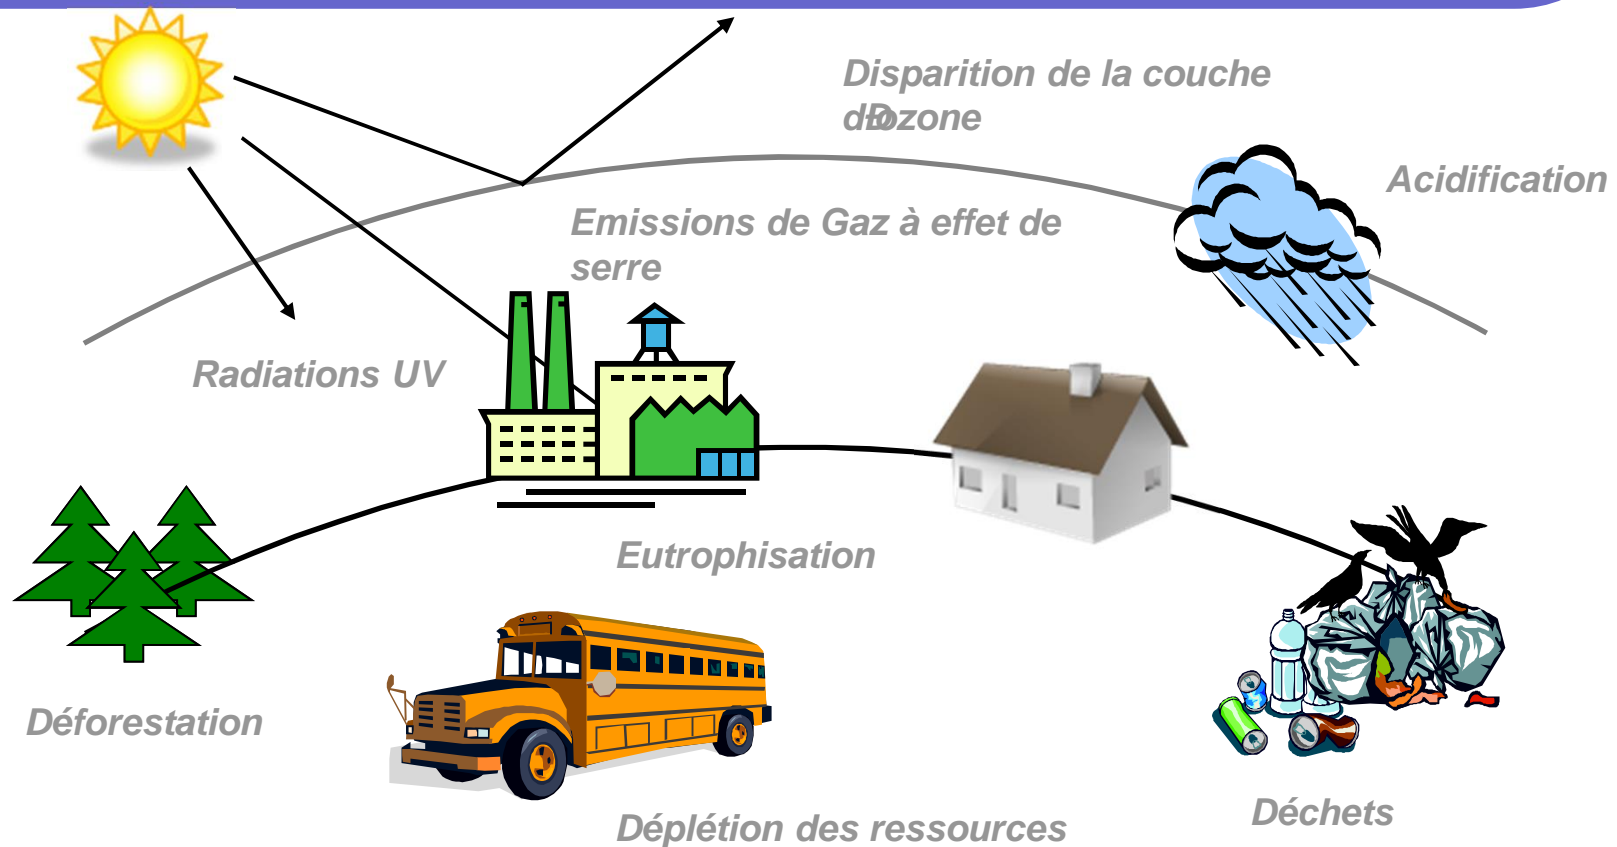 Disparition de la couche
ozone
Acidification
Emissions de Gaz à effet de
serre
Radiations UV
Eutrophisation
Déforestation
Déchets
Déplétion des ressources